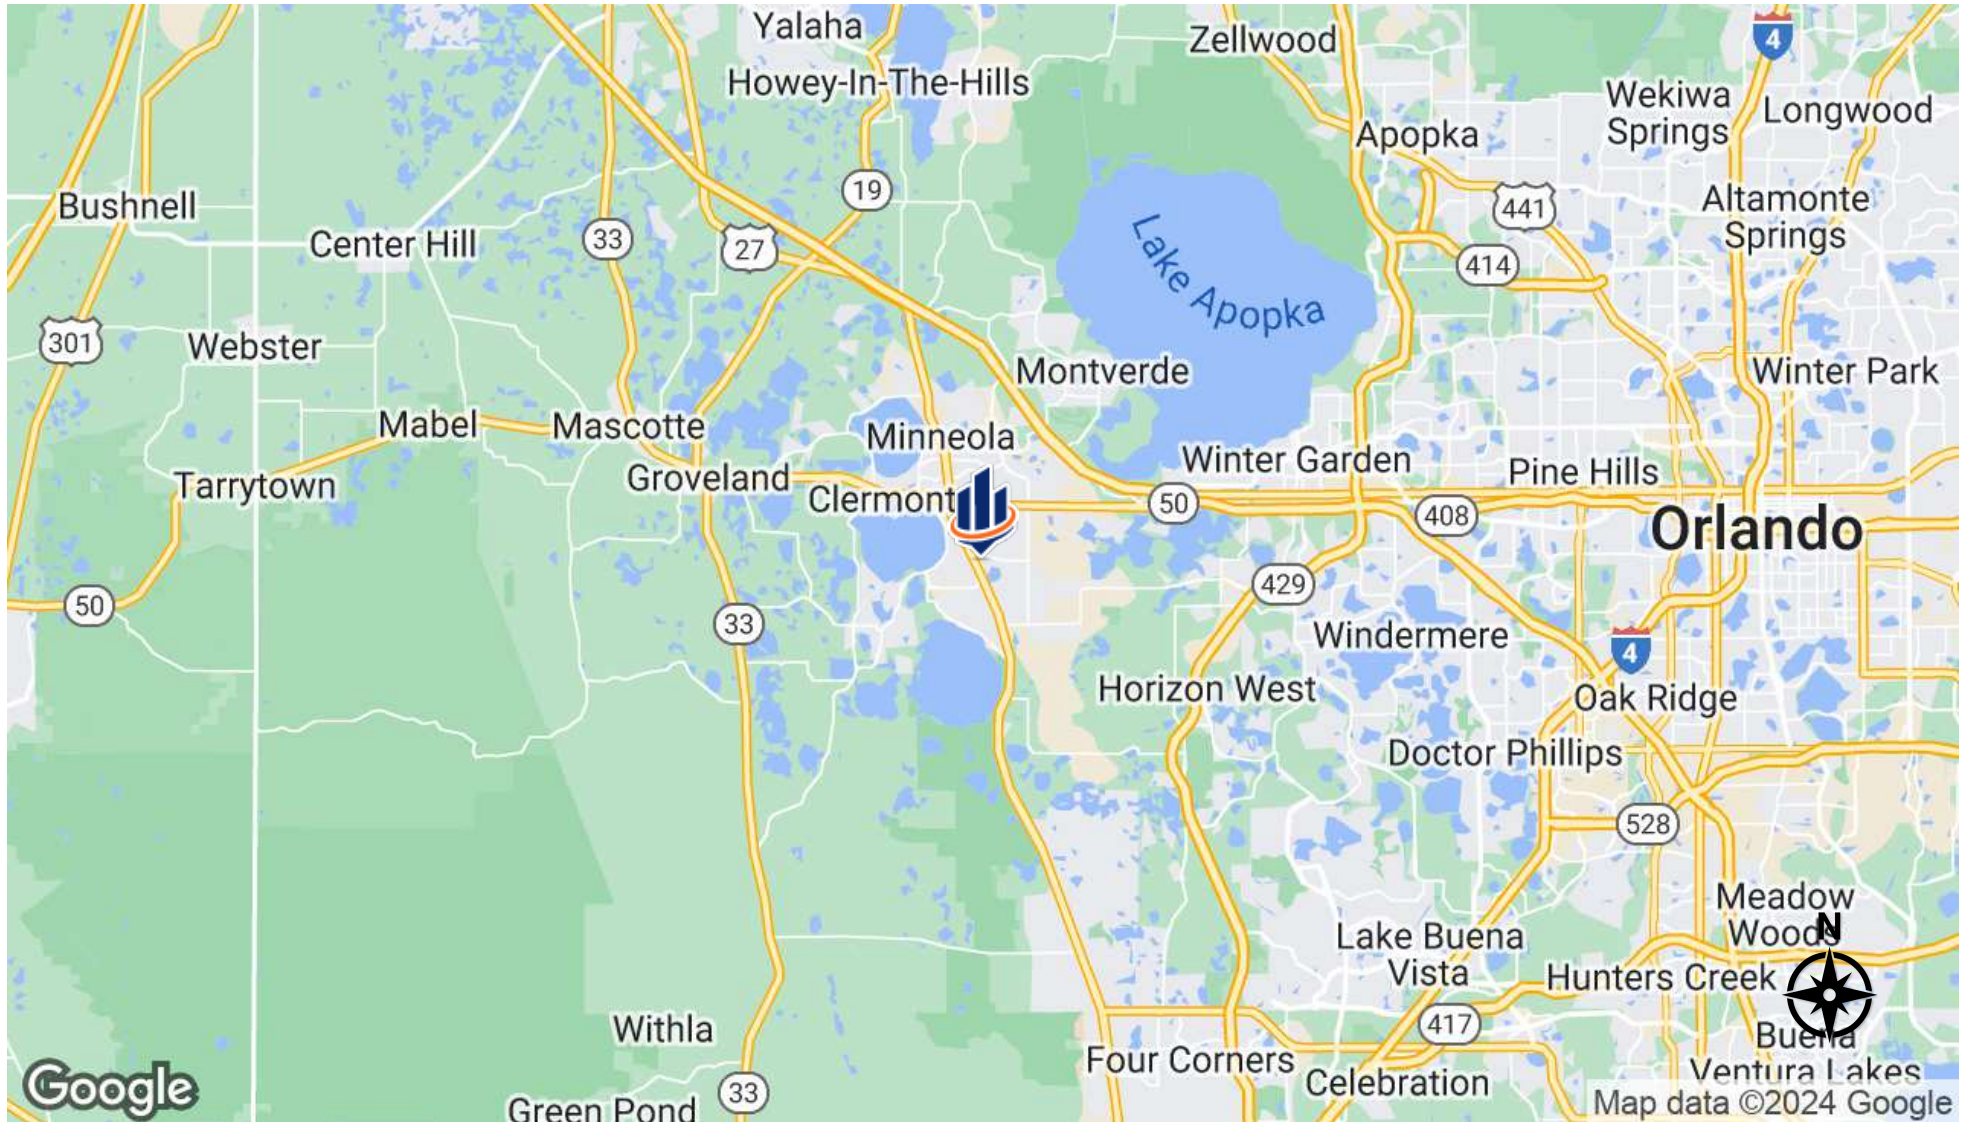 Yalaha
Zellwood
4
Howey-In-The-Hills
Wekiwa
Springs
Longwood
Apopka
19
Bushnell
441
Altamonte
Springs
Center Hill
33
27
414
Lake Apopka
301
Webster
Montverde
Winter Park
Mabel
Mascotte
Minneola
Winter Garden
Pine Hills
Groveland
Tarrytown
Clermont
50
408
Orlando
429
50
33
Windermere
4
Horizon West
Oak Ridge
Doctor Phillips
528
Meadow
Woods
N
Lake Buena
Vista
Hunters Creek
417
Withla
Buena
Ventura Lakes
Four Corners
Celebration
Google
33
Green Pond
Map data ©2024 Google